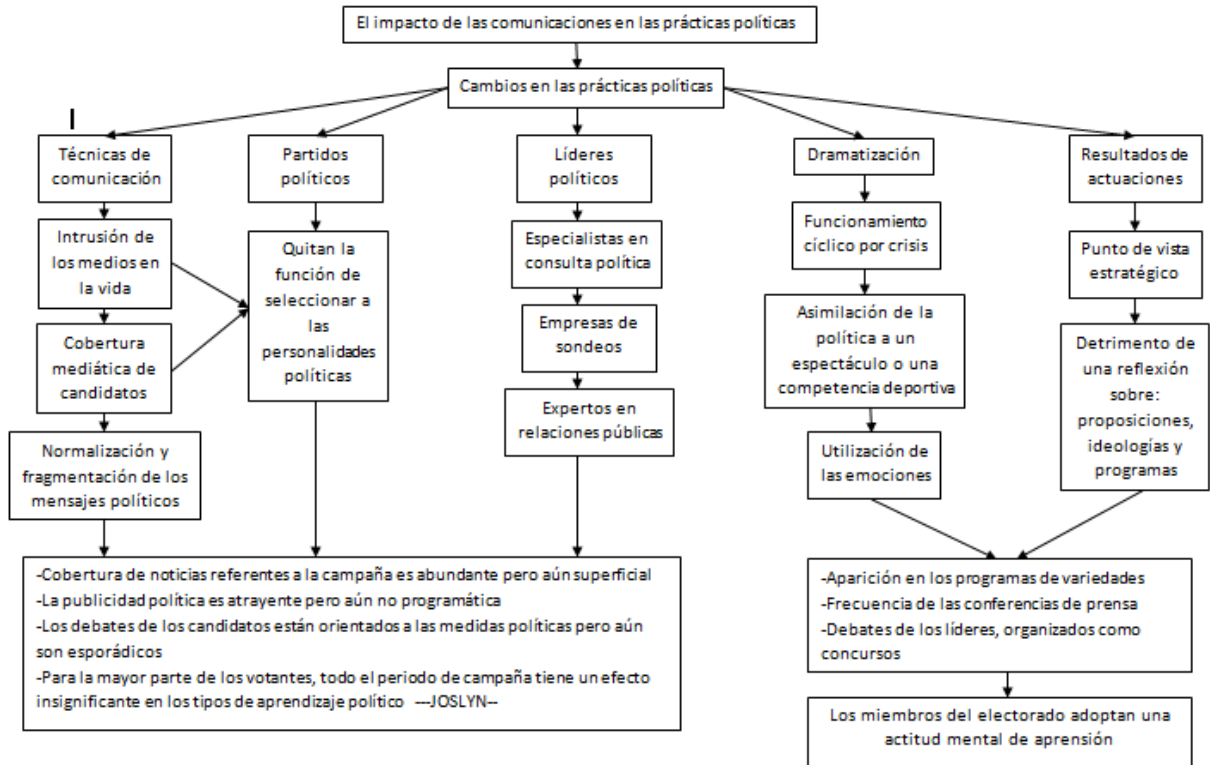 El impacto de las comunicaciones en las prácticas políticas
Cambios en las prácticas políticas
Técnicas de
comunicación
Partidos
políticos
Líderes
políticos
Dramatización
Resultados de
actuaciones
Intrusión de
los medios en
la vida
Quitan la
función de
seleccionar a
las
personalidades
políticas
Especialistas en
consulta política
Funcionamiento
cíclico por crisis
Punto de vista
estratégico
Cobertura
mediática de
candidatos
Empresas de
sondeos
Asimilación de la
política a un
espectáculo o una
competencia deportiva
Detrimento de
una reflexión
sobre:
proposiciones,
ideologías y
programas
Normalización y
fragmentación de los
mensajes políticos
Expertos en
relaciones públicas
Utilización de
las emociones
-Cobertura de noticias referentes a la campaña es abundante pero aún superficial
-La publicidad política es atrayente pero aún no programática
-Los debates de los candidatos están orientados a las medidas políticas pero aún
son esporádicos
-Para la mayor parte de los votantes, todo el periodo de campaña tiene un efecto
insignificante en los tipos de aprendizaje político ---JOSLYN--
-Aparición en los programas de variedades
-Frecuencia de las conferencias de prensa
-Debates de los líderes, organizados como
concursos
Los miembros del electorado adoptan una
actitud mental de aprensión